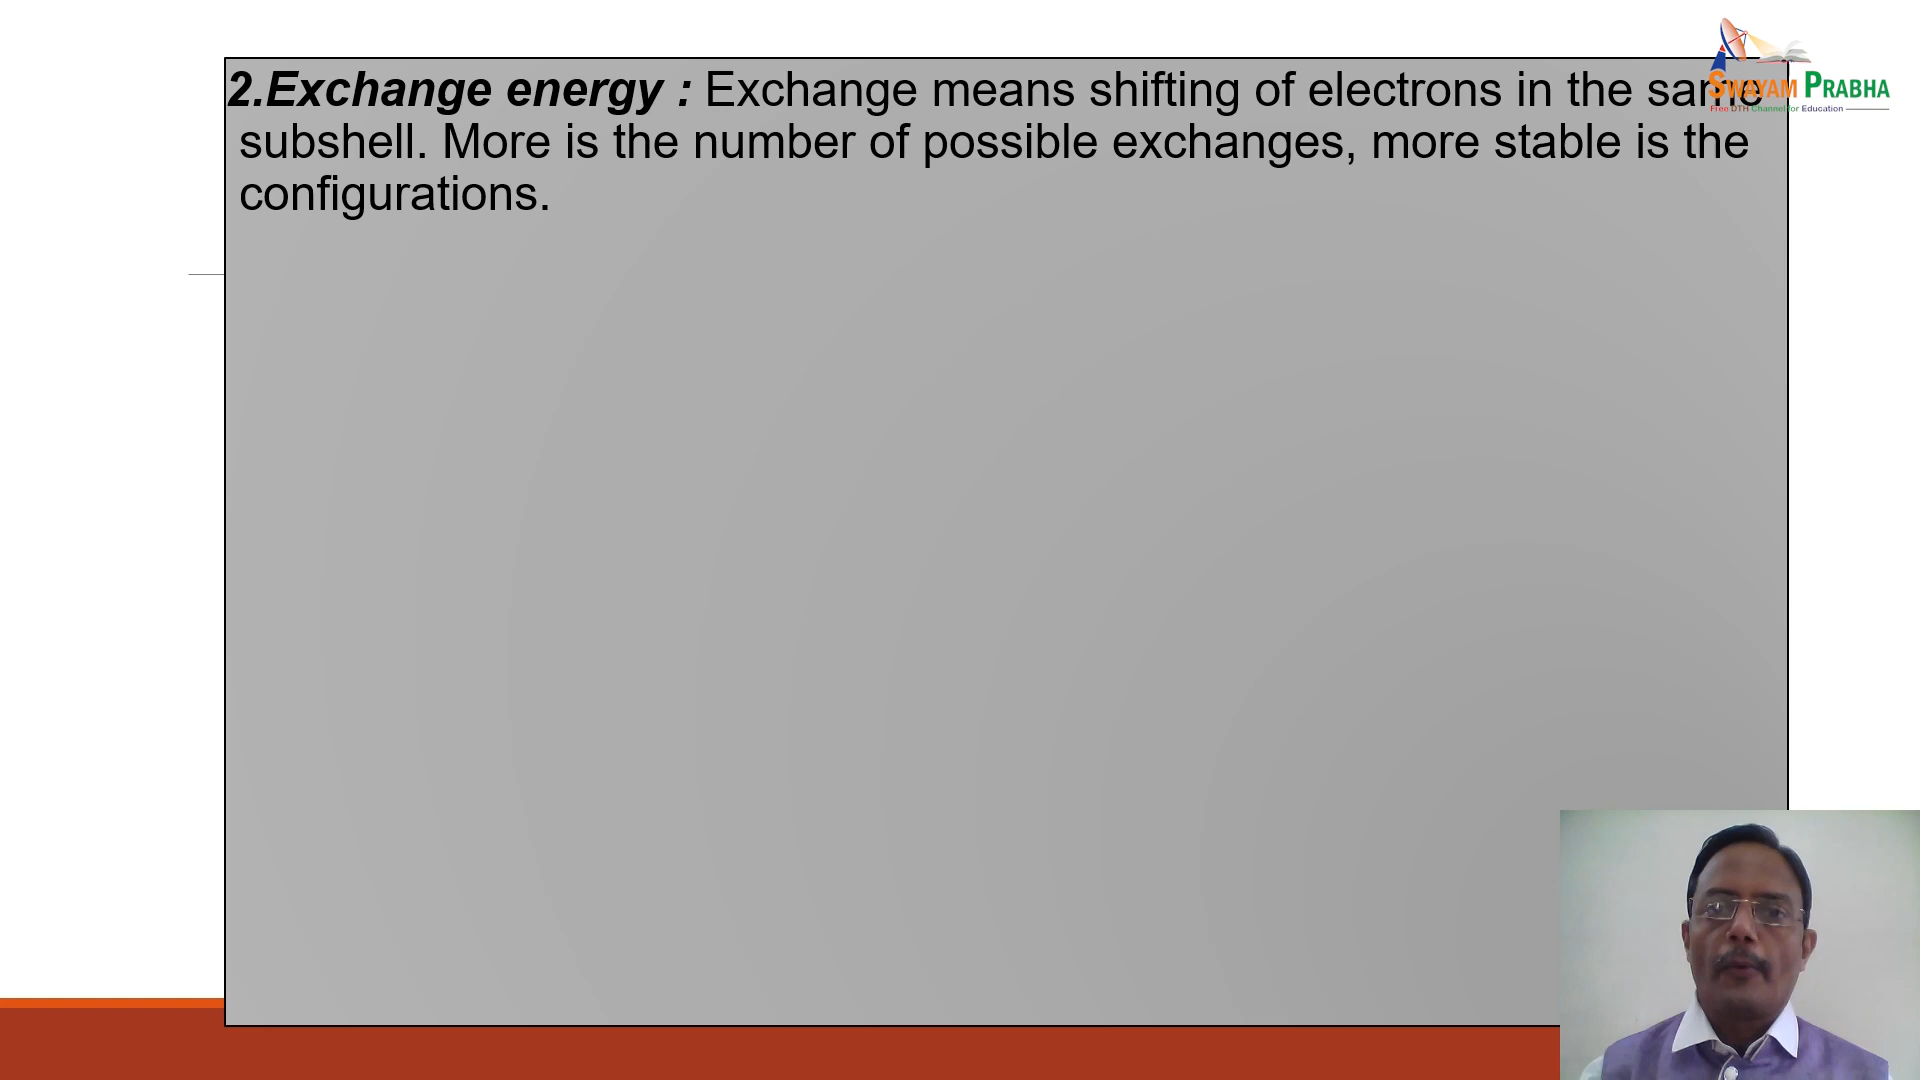 2.Exchange energy : Exchange means shifting of electrons in the same
subshell. More is the number of possible exchanges, more stable is the
configurations.
SWAYAM PRABHA
Free DTH Channel for Education